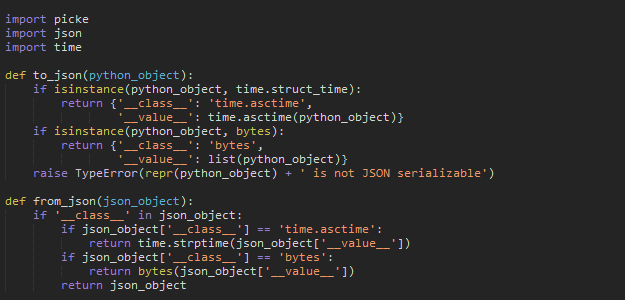 import picke
import json
import time

def to_json(python_object):
    if isinstance(python_object, time.struct_time):
        return {'__class__': 'time.asctime',
                '__value__': time.asctime(python_object)}
    if isinstance(python_object, bytes):
        return {'__class__': 'bytes',
                '__value__': list(python_object)}
    raise TypeError(repr(python_object) + ' is not JSON serializable')

def from_json(json_object):
    if '__class__' in json_object:
        if json_object['__class__'] == 'time.asctime':
            return time.strptime(json_object['__value__'])
        if json_object['__class__'] == 'bytes':
            return bytes(json_object['__value__'])
        return json_object